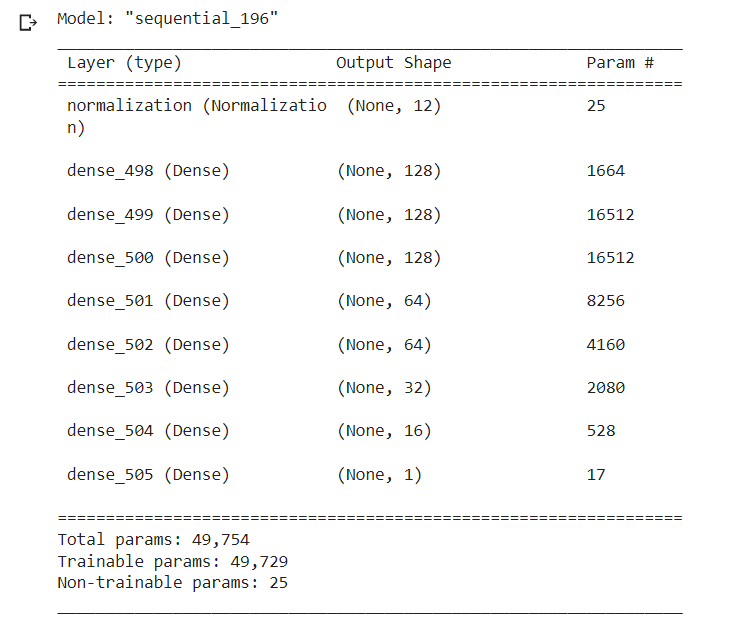 Model: "sequential_196"
Layer (type) Output Shape Param #
=================================================================
normalization (Normalizatio (None, 12) 25
n)
dense_498 (Dense) (None, 128) 1664
dense_499 (Dense) (None, 128) 16512
dense_500 (Dense) (None, 128) 16512
dense_501 (Dense) (None, 64) 8256
dense_502 (Dense) (None, 64) 4160
dense_503 (Dense) (None, 32) 2080
dense_504 (Dense) (None, 16) 528
dense_505 (Dense) (None, 1) 17
=================================================================
Total params: 49,754
Trainable params: 49,729
Non-trainable params: 25